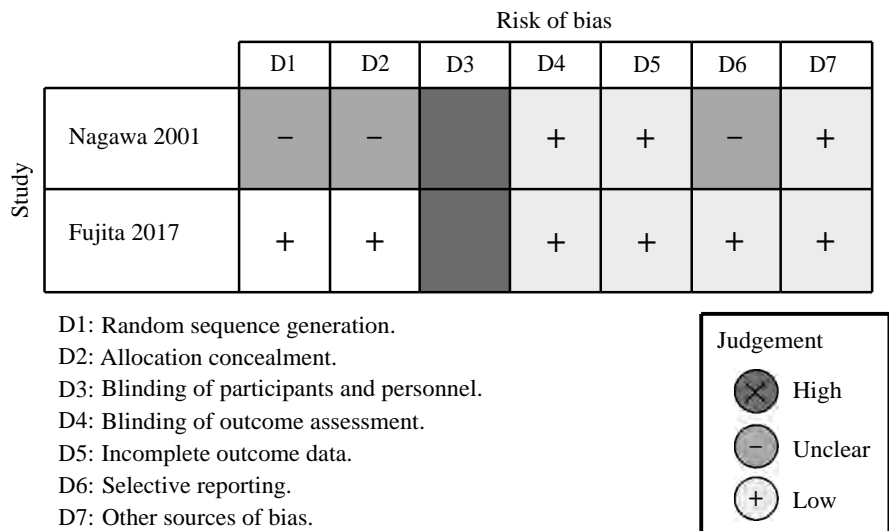 Risk of bias
D1 D2 D3 D4 D5 D6 D7
Study
Nagawa 2001 − − + + − +
Fujita 2017 + + + + + +
D1: Random sequence generation.
D2: Allocation concealment.
D3: Blinding of participants and personnel.
D4: Blinding of outcome assessment.
D5: Incomplete outcome data.
D6: Selective reporting.
D7: Other sources of bias.
Judgement
× High
− Unclear
+ Low